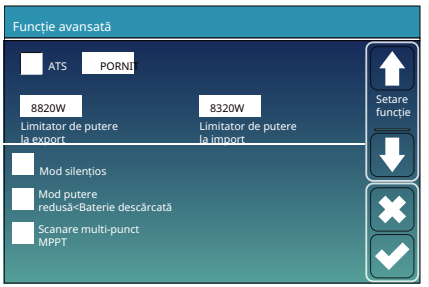 Funcție avansată
ATS
PORNIT
8820W
8320W
Limitator de putere
la export
Limitator de putere
la import
Setare
funcție
Mod silențios
Mod putere
redusă<Baterie descărcată
Scanare multi-punct
MPPT